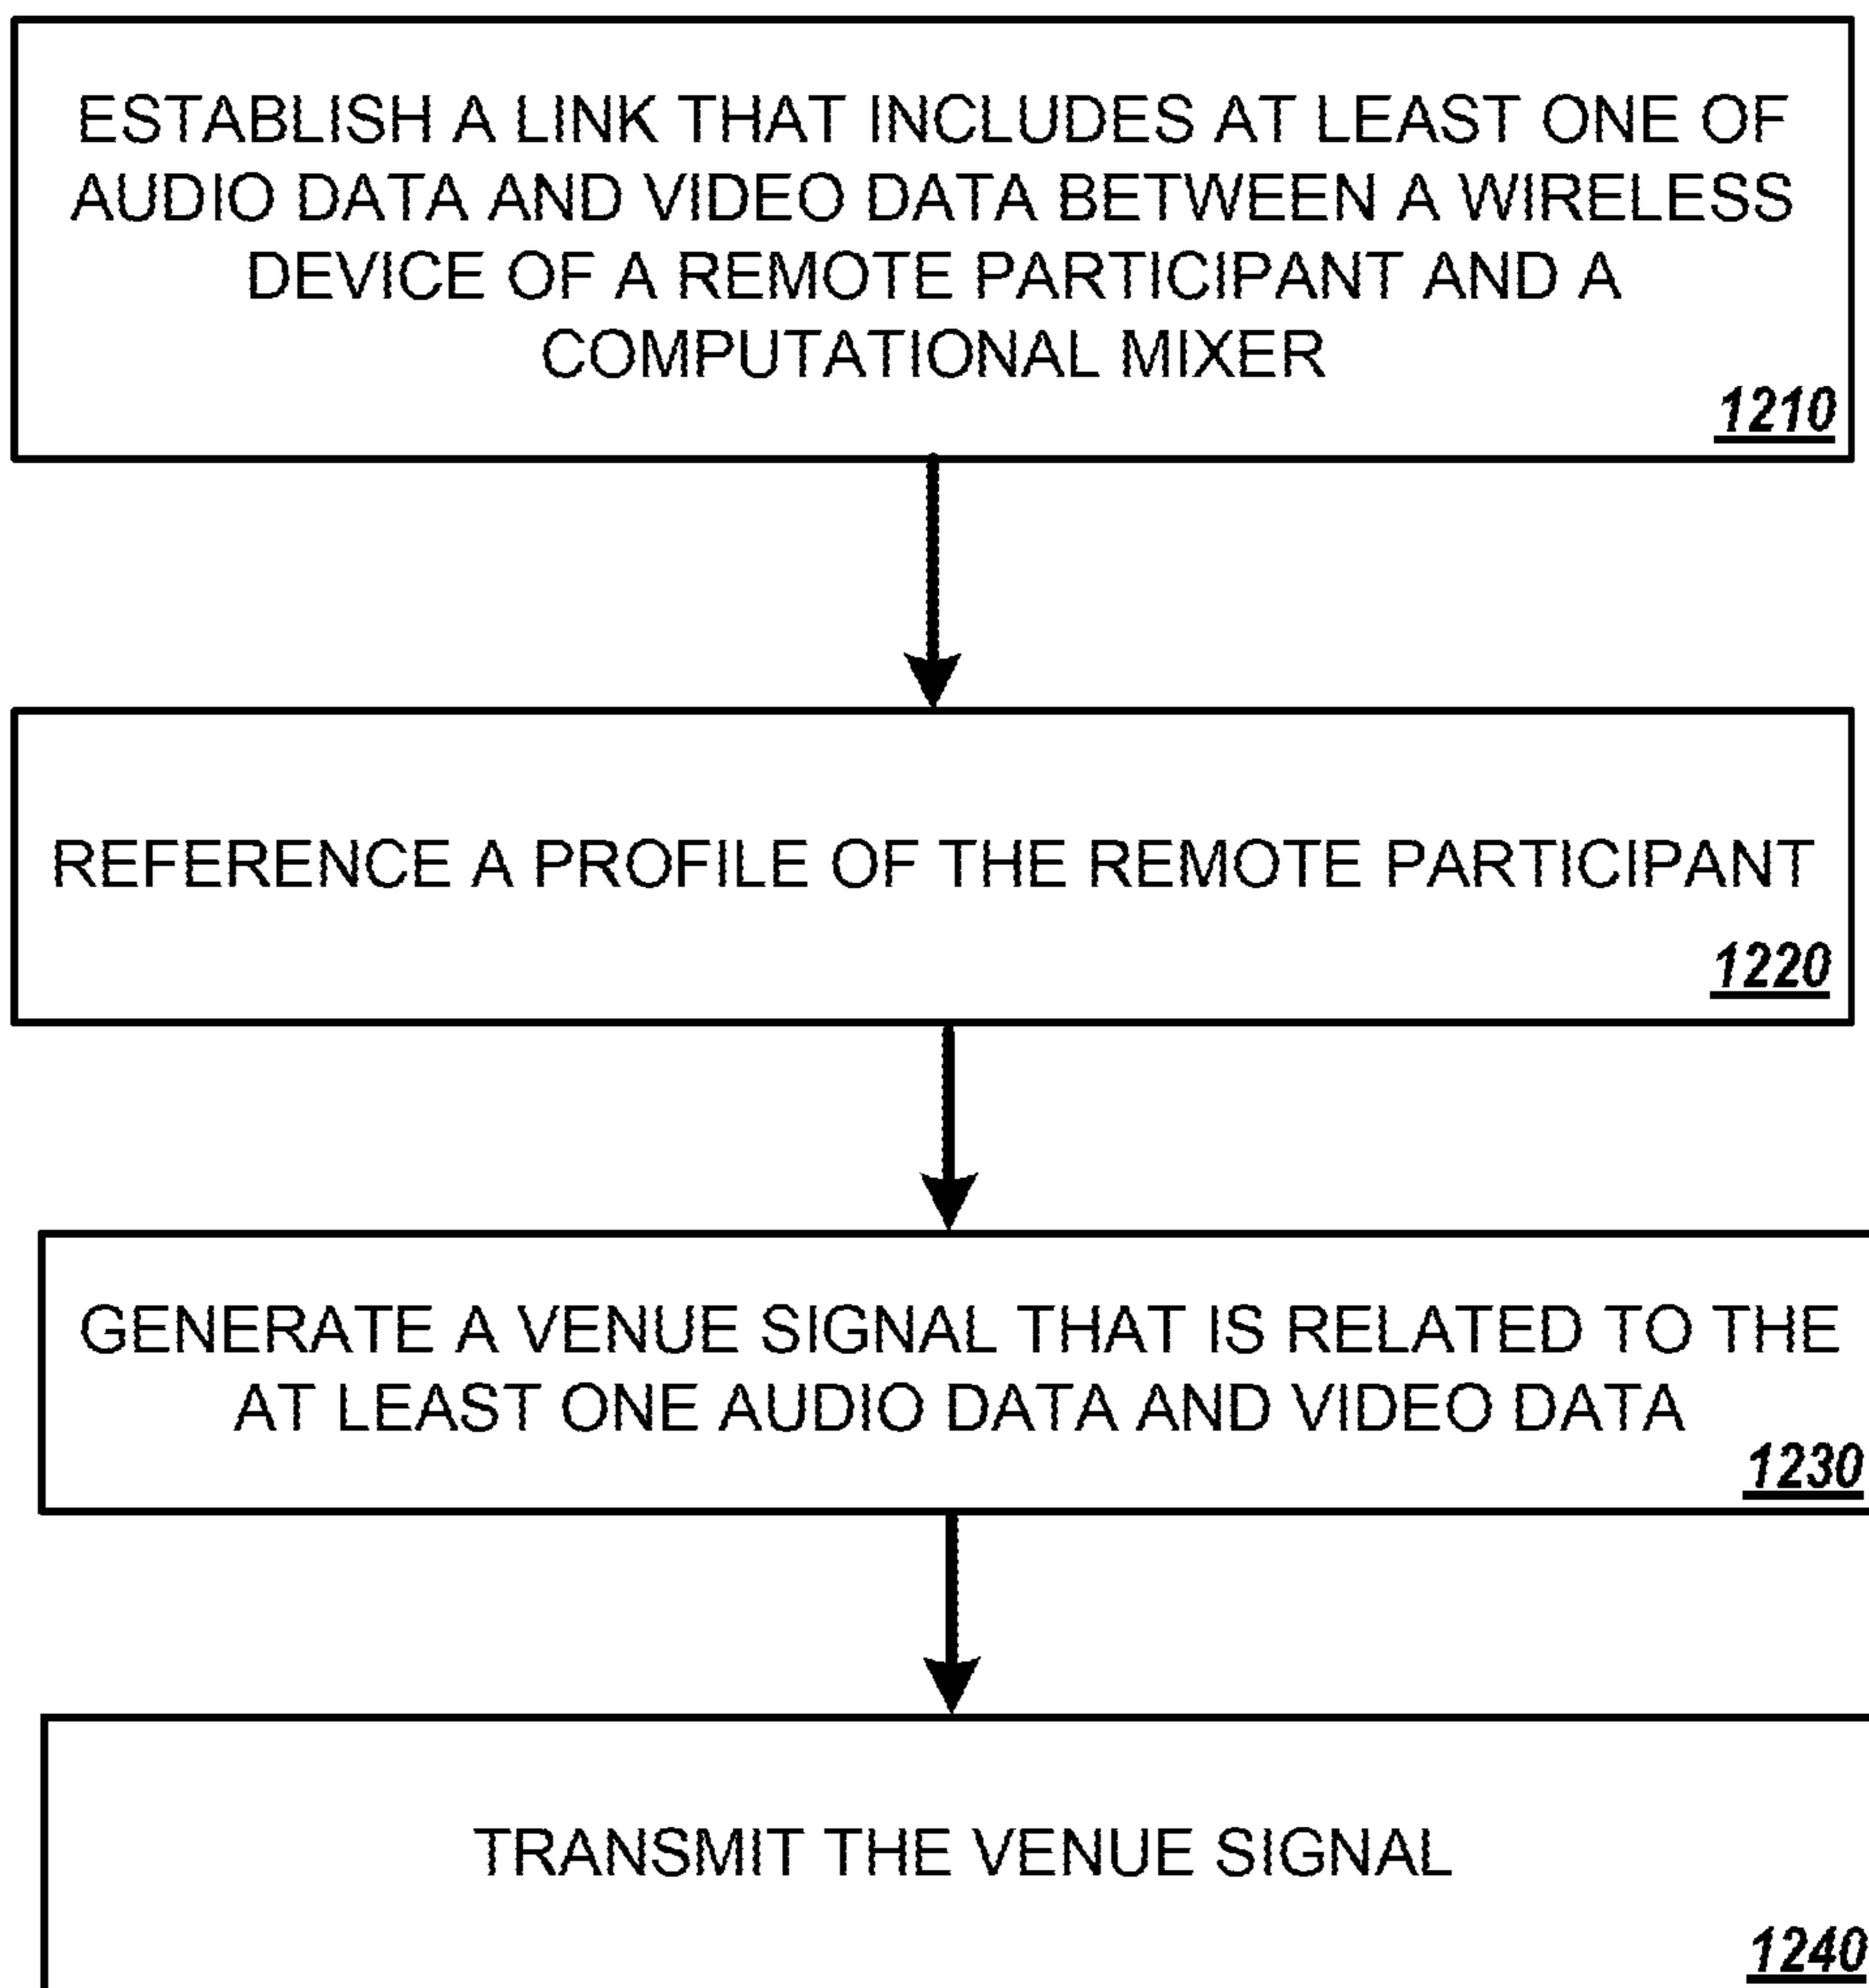 ESTABLISH A LINK THAT INCLUDES AT LEAST ONE OF
AUDIO DATA AND VIDEO DATA BETWEEN A WIRELESS
DEVICE OF A REMOTE PARTICIPANT AND A
COMPUTATIONAL MIXER
1210
REFERENCE A PROFILE OF THE REMOTE PARTICIPANT
1220
GENERATE A VENUE SIGNAL THAT IS RELATED TO THE
AT LEAST ONE AUDIO DATA AND VIDEO DATA
1230
TRANSMIT THE VENUE SIGNAL
1240